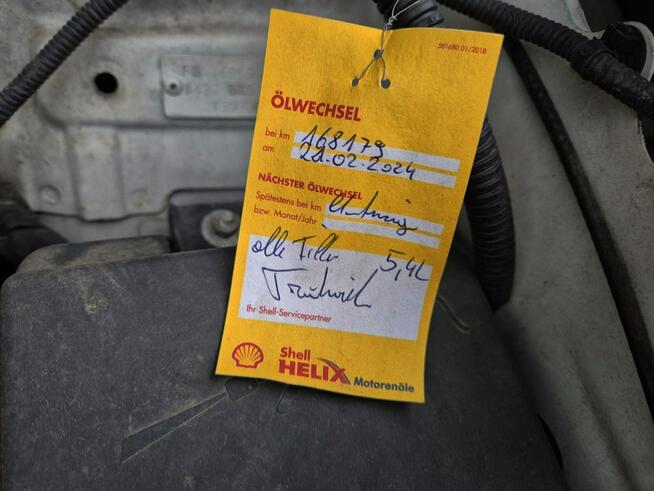 581680 01/2018
ÖLWECHSEL
bei km 168179
am 21.02.2024
NÄCHSTER ÖLWECHSEL
Spätestens bei km
bzw. Monat/Jahr
alle Filter 5,4L
Ihr Shell-Servicepartner
Shell
HELIX Motorenöle